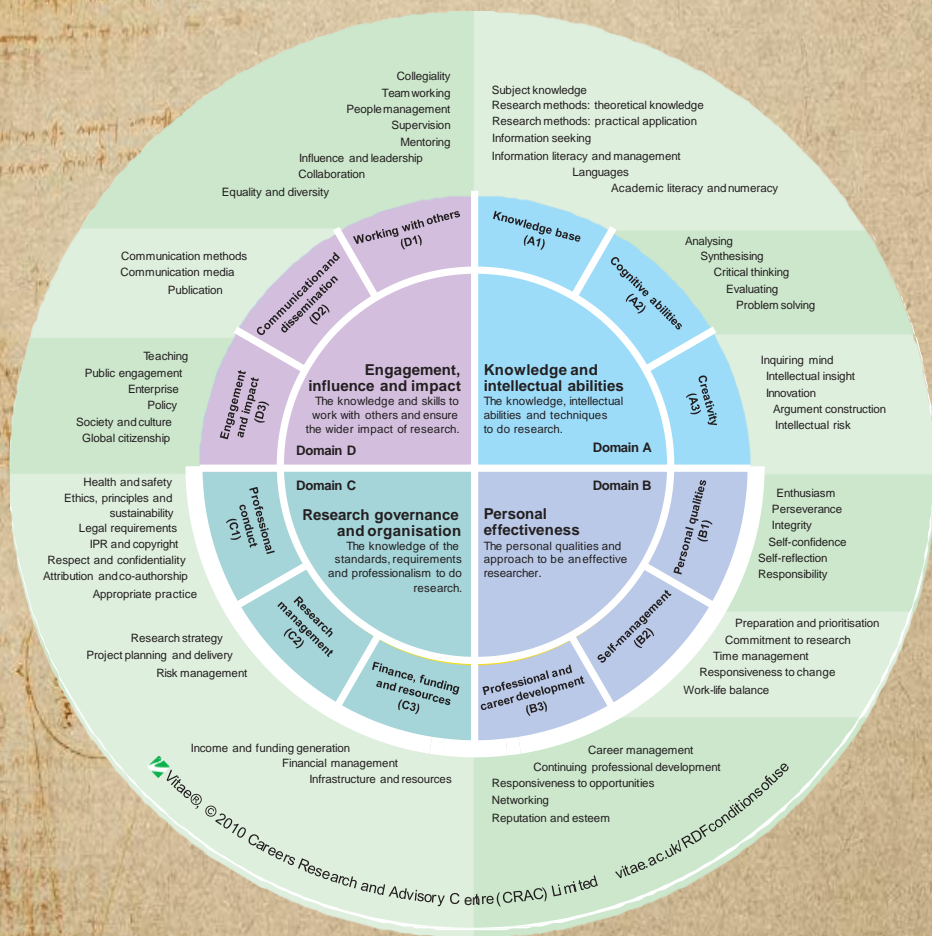 Collegiality
Team working
People management
Supervision
Mentoring
Influence and leadership
Collaboration
Equality and diversity
Subject knowledge
Research methods: theoretical knowledge
Research methods: practical application
Information seeking
Information literacy and management
Languages
Academic literacy and numeracy
Working with others
(D1)
Knowledge base
(A1)
Communication methods
Communication media
Publication
Communication and
dissemination
(D2)
Cognitive abilities
(A2)
Analysing
Synthesising
Critical thinking
Evaluating
Problem solving
Teaching
Public engagement
Enterprise
Policy
Society and culture
Global citizenship
Engagement
and impact
(D3)
Engagement,
influence and impact
The knowledge and skills to
work with others and ensure
the wider impact of research.
Domain D
Knowledge and
intellectual abilities
The knowledge, intellectual
abilities and techniques
to do research.
Domain A
Creativity
(A3)
Inquiring mind
Intellectual insight
Innovation
Argument construction
Intellectual risk
Health and safety
Ethics, principles and
sustainability
Legal requirements
IPR and copyright
Respect and confidentiality
Attribution and co-authorship
Appropriate practice
Professional
conduct
(C1)
Domain C
Research governance
and organisation
The knowledge of the
standards, requirements
and professionalism to do
research.
Domain B
Personal
effectiveness
The personal qualities and
approach to be an effective
researcher.
Personal qualities
(B1)
Enthusiasm
Perseverance
Integrity
Self-confidence
Self-reflection
Responsibility
Research
management
(C2)
Research strategy
Project planning and delivery
Risk management
Self-management
(B2)
Preparation and prioritisation
Commitment to research
Time management
Responsiveness to change
Work-life balance
Finance, funding
and resources
(C3)
Professional and
career development
(B3)
Income and funding generation
Financial management
Infrastructure and resources
Career management
Continuing professional development
Responsiveness to opportunities
Networking
Reputation and esteem
Vitae®, © 2010 Careers Research and Advisory Centre (CRAC) Limited
vitae.ac.uk/RDFconditionsofuse